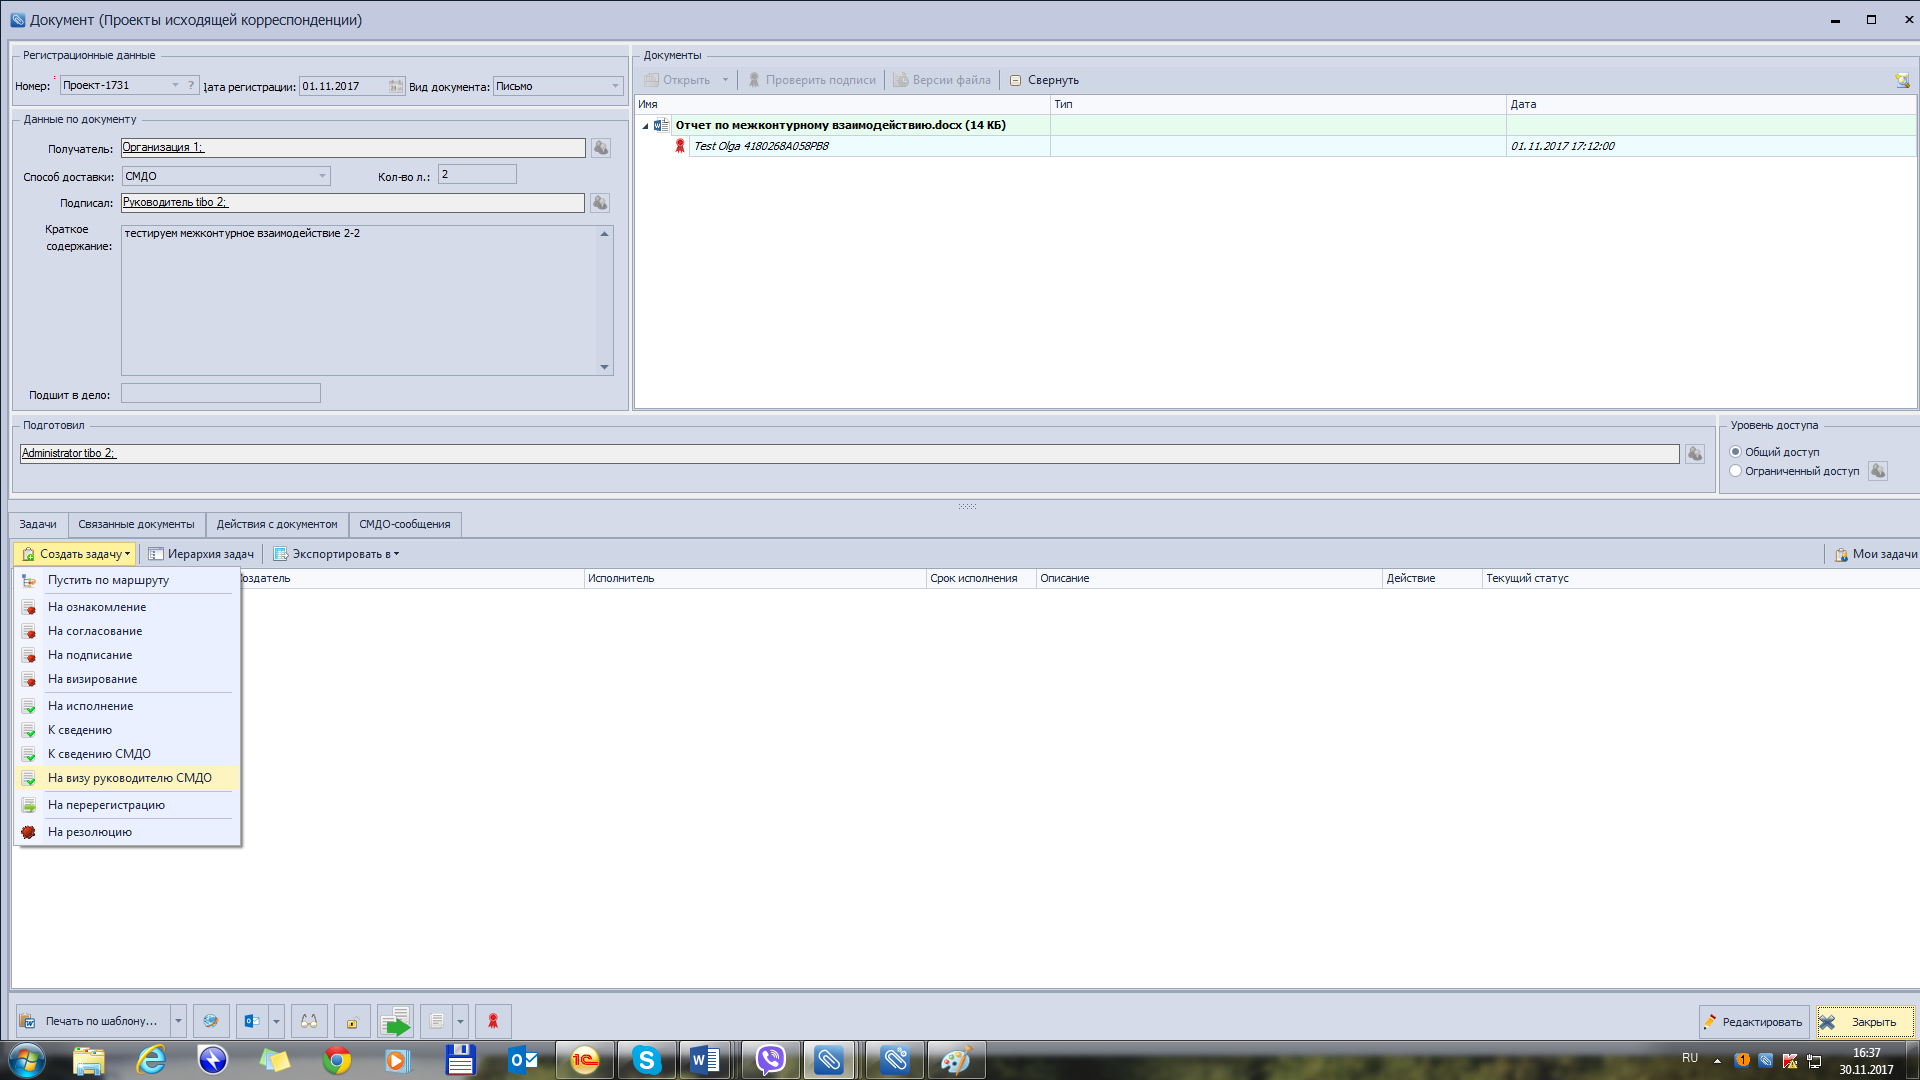 Документ (Проекты исходящей корреспонденции)
Регистрационные данные
Номер: Проект-1731 ? Дата регистрации: 01.11.2017 Вид документа: Письмо
Данные по документу
Получатель: Организация 1;
Способ доставки: СМДО Кол-во л.: 2
Подписал: Руководитель tibo 2;
Краткое содержание: тестируем межконтурное взаимодействие 2-2
Подшит в дело:
Документы
Открыть Проверить подписи Версии файла Свернуть
Имя Тип Дата
Отчет по межконтурному взаимодействию.docx (14 КБ)
Test Olga 4180268A058PB8 01.11.2017 17:12:00
Подготовил
Administrator tibo 2;
Уровень доступа
Общий доступ
Ограниченный доступ
Задачи Связанные документы Действия с документом СМДО-сообщения
Создать задачу Иерархия задач Экспортировать в Мои задачи
Создатель Исполнитель Срок исполнения Описание Действие Текущий статус
Пустить по маршруту
На ознакомление
На согласование
На подписание
На визирование
На исполнение
К сведению
К сведению СМДО
На визу руководителю СМДО
На перерегистрацию
На резолюцию
Печать по шаблону... Редактировать Закрыть
RU 16:37
30.11.2017